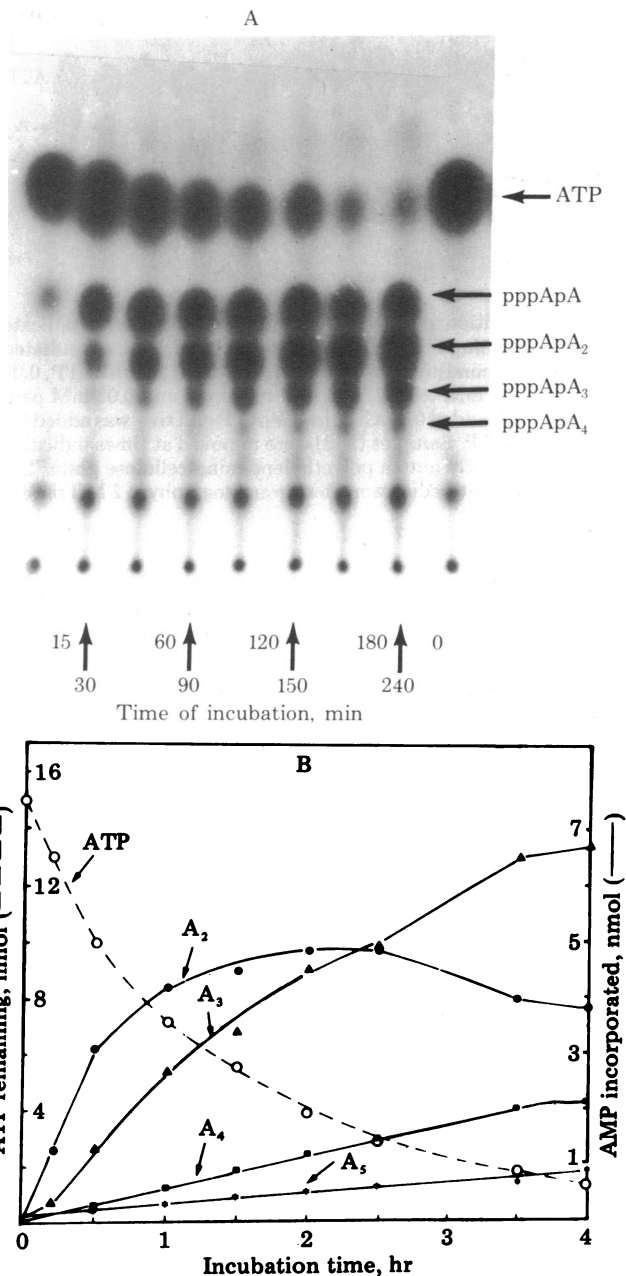 A
ATP
pppApA
pppApA₂
pppApA₃
pppApA₄
15 60 120 180 0
30 90 150 240
Time of incubation, min
B
16
12
8
4
ATP
A₂
A₃
A₄
A₅
7
5
3
1
remaining, nmol
AMP incorporated, nmol (——)
0 1 2 3 4
Incubation time, hr